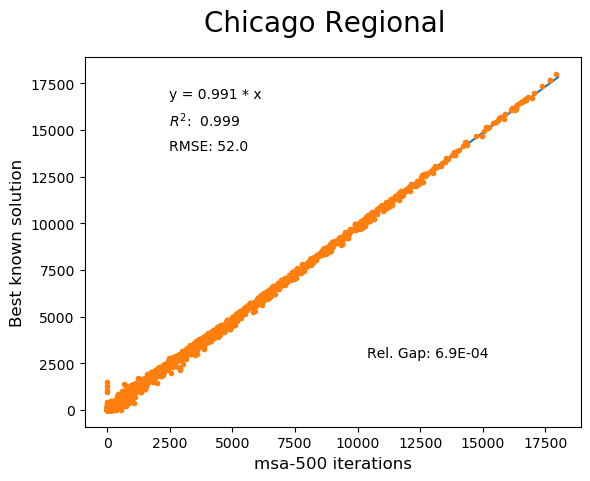 Chicago Regional
y = 0.991 * x
R²: 0.999
RMSE: 52.0
Rel. Gap: 6.9E-04
Best known solution
17500
15000
12500
10000
7500
5000
2500
0
0 2500 5000 7500 10000 12500 15000 17500
msa-500 iterations